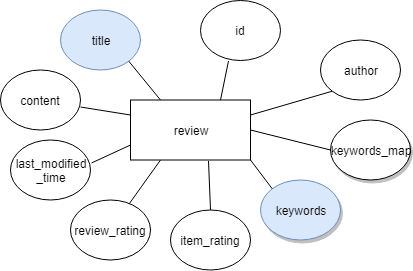 title
id
author
content
review
keywords_map
last_modified
_time
keywords
review_rating
item_rating